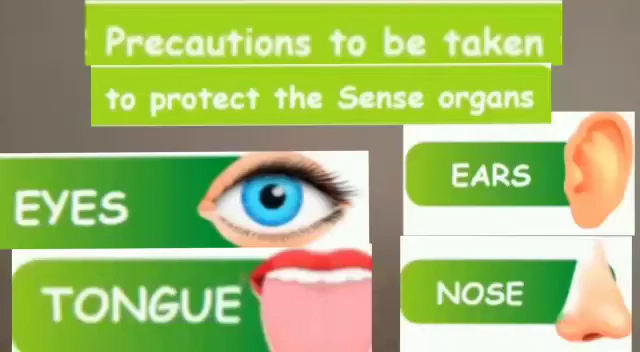 Precautions to be taken
to protect the Sense organs
EYES
EARS
TONGUE
NOSE